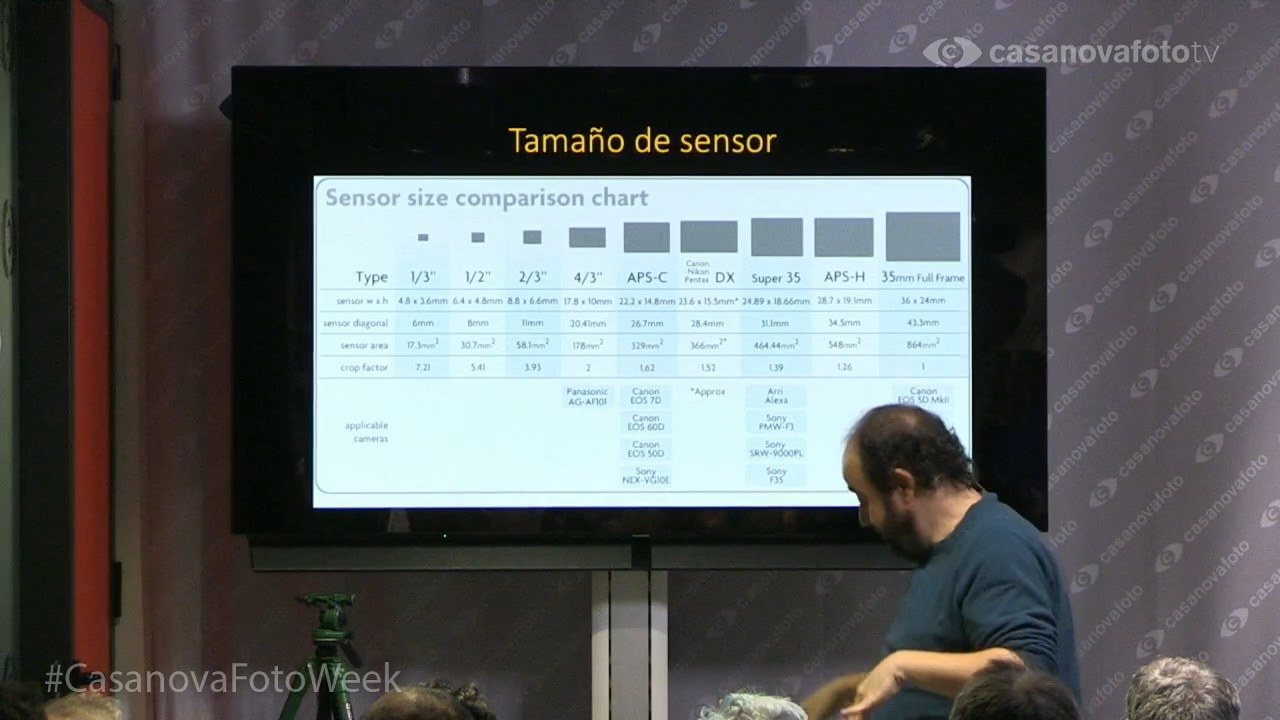 casanovafototv
Tamaño de sensor
Sensor size comparison chart
Type 1/3" 1/2" 2/3" 4/3" APS-C Canon Nikon Pentax DX Super 35 APS-H 35mm Full Frame
sensor w x h 4.8 x 3.6mm 6.4 x 4.8mm 8.8 x 6.6mm 17.8 x 10mm 22.2 x 14.8mm 23.6 x 15.5mm* 24.89 x 18.66mm 28.7 x 19.1mm 36 x 24mm
sensor diagonal 6mm 8mm 11mm 20.41mm 26.7mm 28.4mm 31.1mm 34.5mm 43.3mm
sensor area 17.3mm² 30.7mm² 58.1mm² 178mm² 329mm² 366mm²* 464.44mm² 548mm² 864mm²
crop factor 7.21 5.41 3.93 2 1.62 1.52 1.39 1.26 1
applicable cameras
Panasonic AG-AF101
Canon EOS 7D
Canon EOS 60D
Canon EOS 50D
Sony NEX-VG10E
*Approx
Arri Alexa
Sony PMW-F3
Sony SRW-9000PL
Sony F35
Canon EOS 5D MkII
casanovafoto
#CasanovaFotoWeek